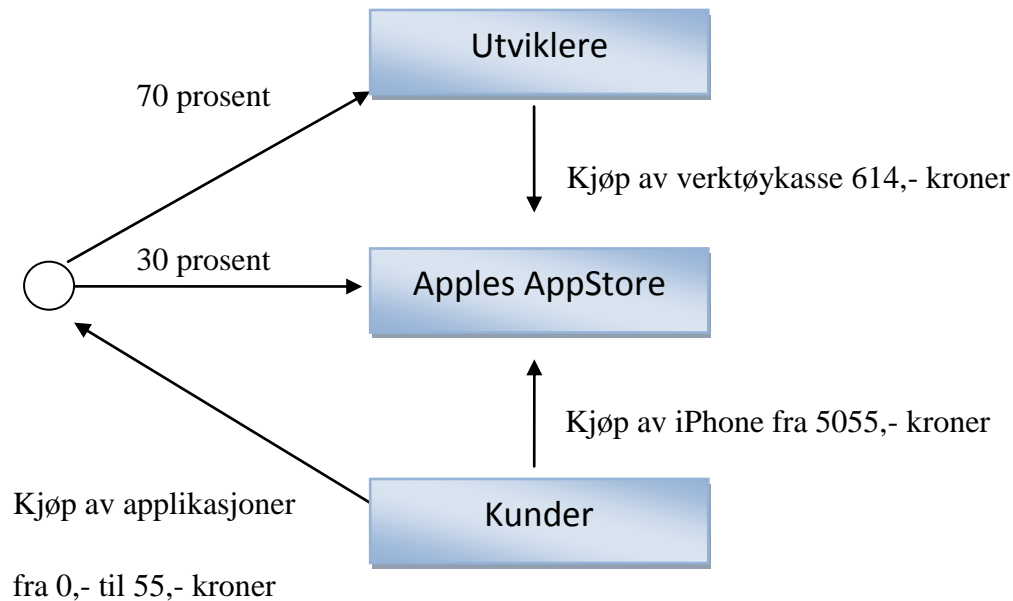 Utviklere
70 prosent
Kjøp av verktøykasse 614,- kroner
30 prosent
Apples AppStore
Kjøp av iPhone fra 5055,- kroner
Kunder
Kjøp av applikasjoner
fra 0,- til 55,- kroner